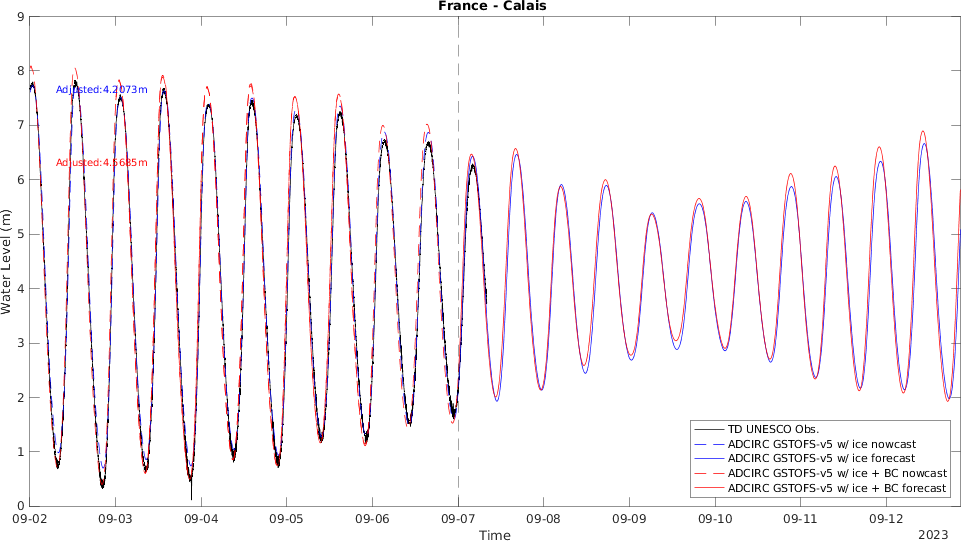 France - Calais
9
8
7
6
5
4
3
2
1
0
Water Level (m)
Adjusted:4.2073m
Adjusted:4.5685m
TD UNESCO Obs.
ADCIRC GSTOFS-v5 w/ ice nowcast
ADCIRC GSTOFS-v5 w/ ice forecast
ADCIRC GSTOFS-v5 w/ ice + BC nowcast
ADCIRC GSTOFS-v5 w/ ice + BC forecast
09-02 09-03 09-04 09-05 09-06 09-07 09-08 09-09 09-10 09-11 09-12
Time
2023